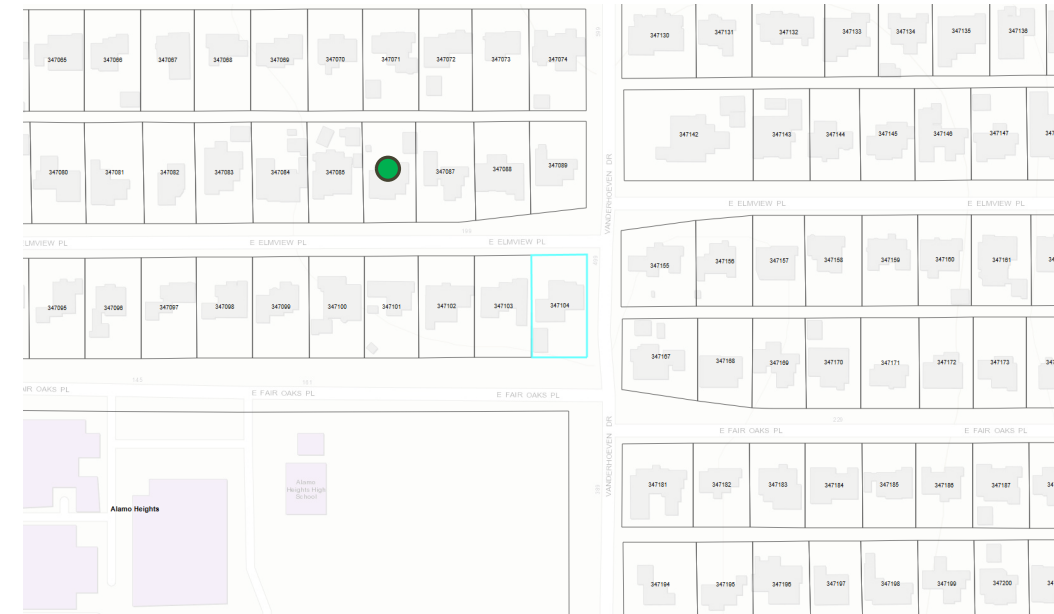 347065 347066 347067 347068 347069 347070 347071 347072 347073 347074
347130 347131 347132 347133 347134 347135 347136
347142 347143 347144 347145 347146 347147
347080 347081 347082 347083 347084 347085 347087 347088 347089
VANDERHOEVEN DR
E ELMVIEW PL E ELMVIEW PL
ELMVIEW PL E ELMVIEW PL E ELMVIEW PL
347155 347156 347157 347158 347159 347160 347161
347095 347096 347097 347098 347099 347100 347101 347102 347103 347104
347167 347168 347169 347170 347171 347172 347173
E FAIR OAKS PL E FAIR OAKS PL
E FAIR OAKS PL E FAIR OAKS PL
VANDERHOEVEN DR
347181 347182 347183 347184 347185 347186 347187
Alamo
Heights High
School
Alamo Heights
347194 347195 347196 347197 347198 347199 347200